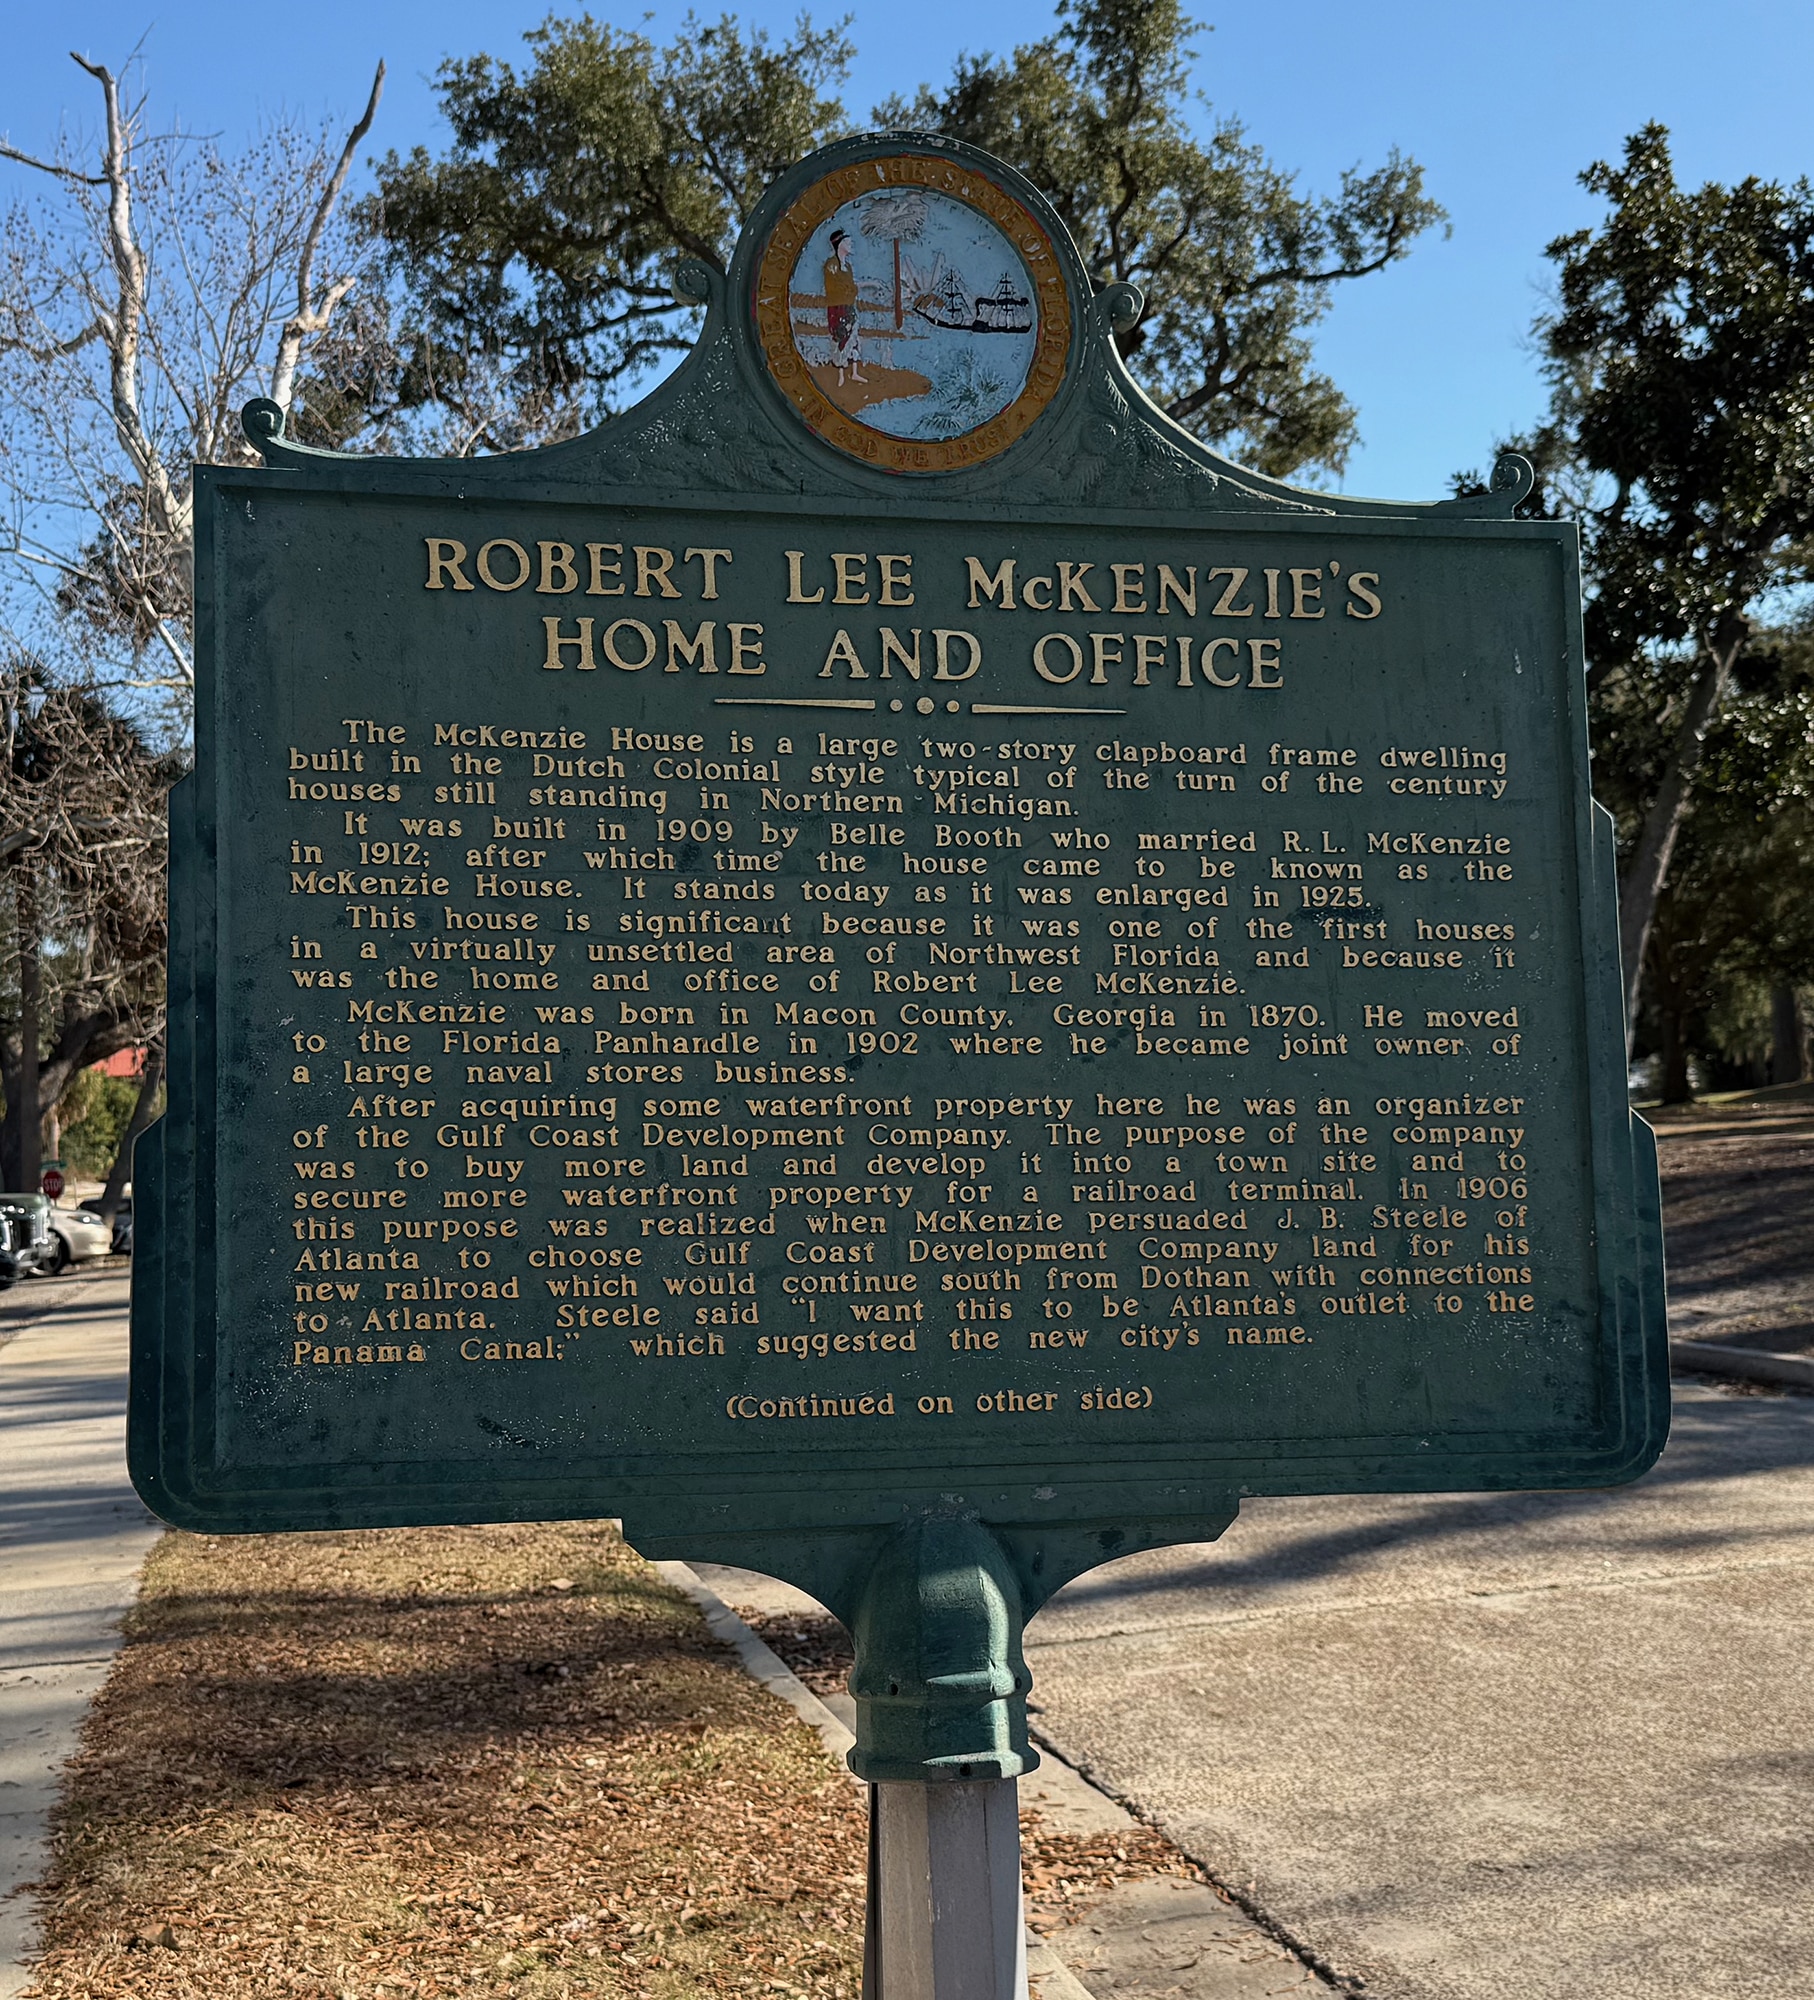 GREAT SEAL OF THE STATE OF FLORIDA
IN GOD WE TRUST
ROBERT LEE McKENZIE'S
HOME AND OFFICE
The McKenzie House is a large two-story clapboard frame dwelling
built in the Dutch Colonial style typical of the turn of the century
houses still standing in Northern Michigan.
It was built in 1909 by Belle Booth who married R. L. McKenzie
in 1912; after which time the house came to be known as the
McKenzie House. It stands today as it was enlarged in 1925.
This house is significant because it was one of the first houses
in a virtually unsettled area of Northwest Florida and because it
was the home and office of Robert Lee McKenzie.
McKenzie was born in Macon County, Georgia in 1870. He moved
to the Florida Panhandle in 1902 where he became joint owner of
a large naval stores business.
After acquiring some waterfront property here he was an organizer
of the Gulf Coast Development Company. The purpose of the company
was to buy more land and develop it into a town site and to
secure more waterfront property for a railroad terminal. In 1906
this purpose was realized when McKenzie persuaded J. B. Steele of
Atlanta to choose Gulf Coast Development Company land for his
new railroad which would continue south from Dothan with connections
to Atlanta. Steele said "I want this to be Atlanta's outlet to the
Panama Canal;" which suggested the new city's name.
(Continued on other side)
STOP